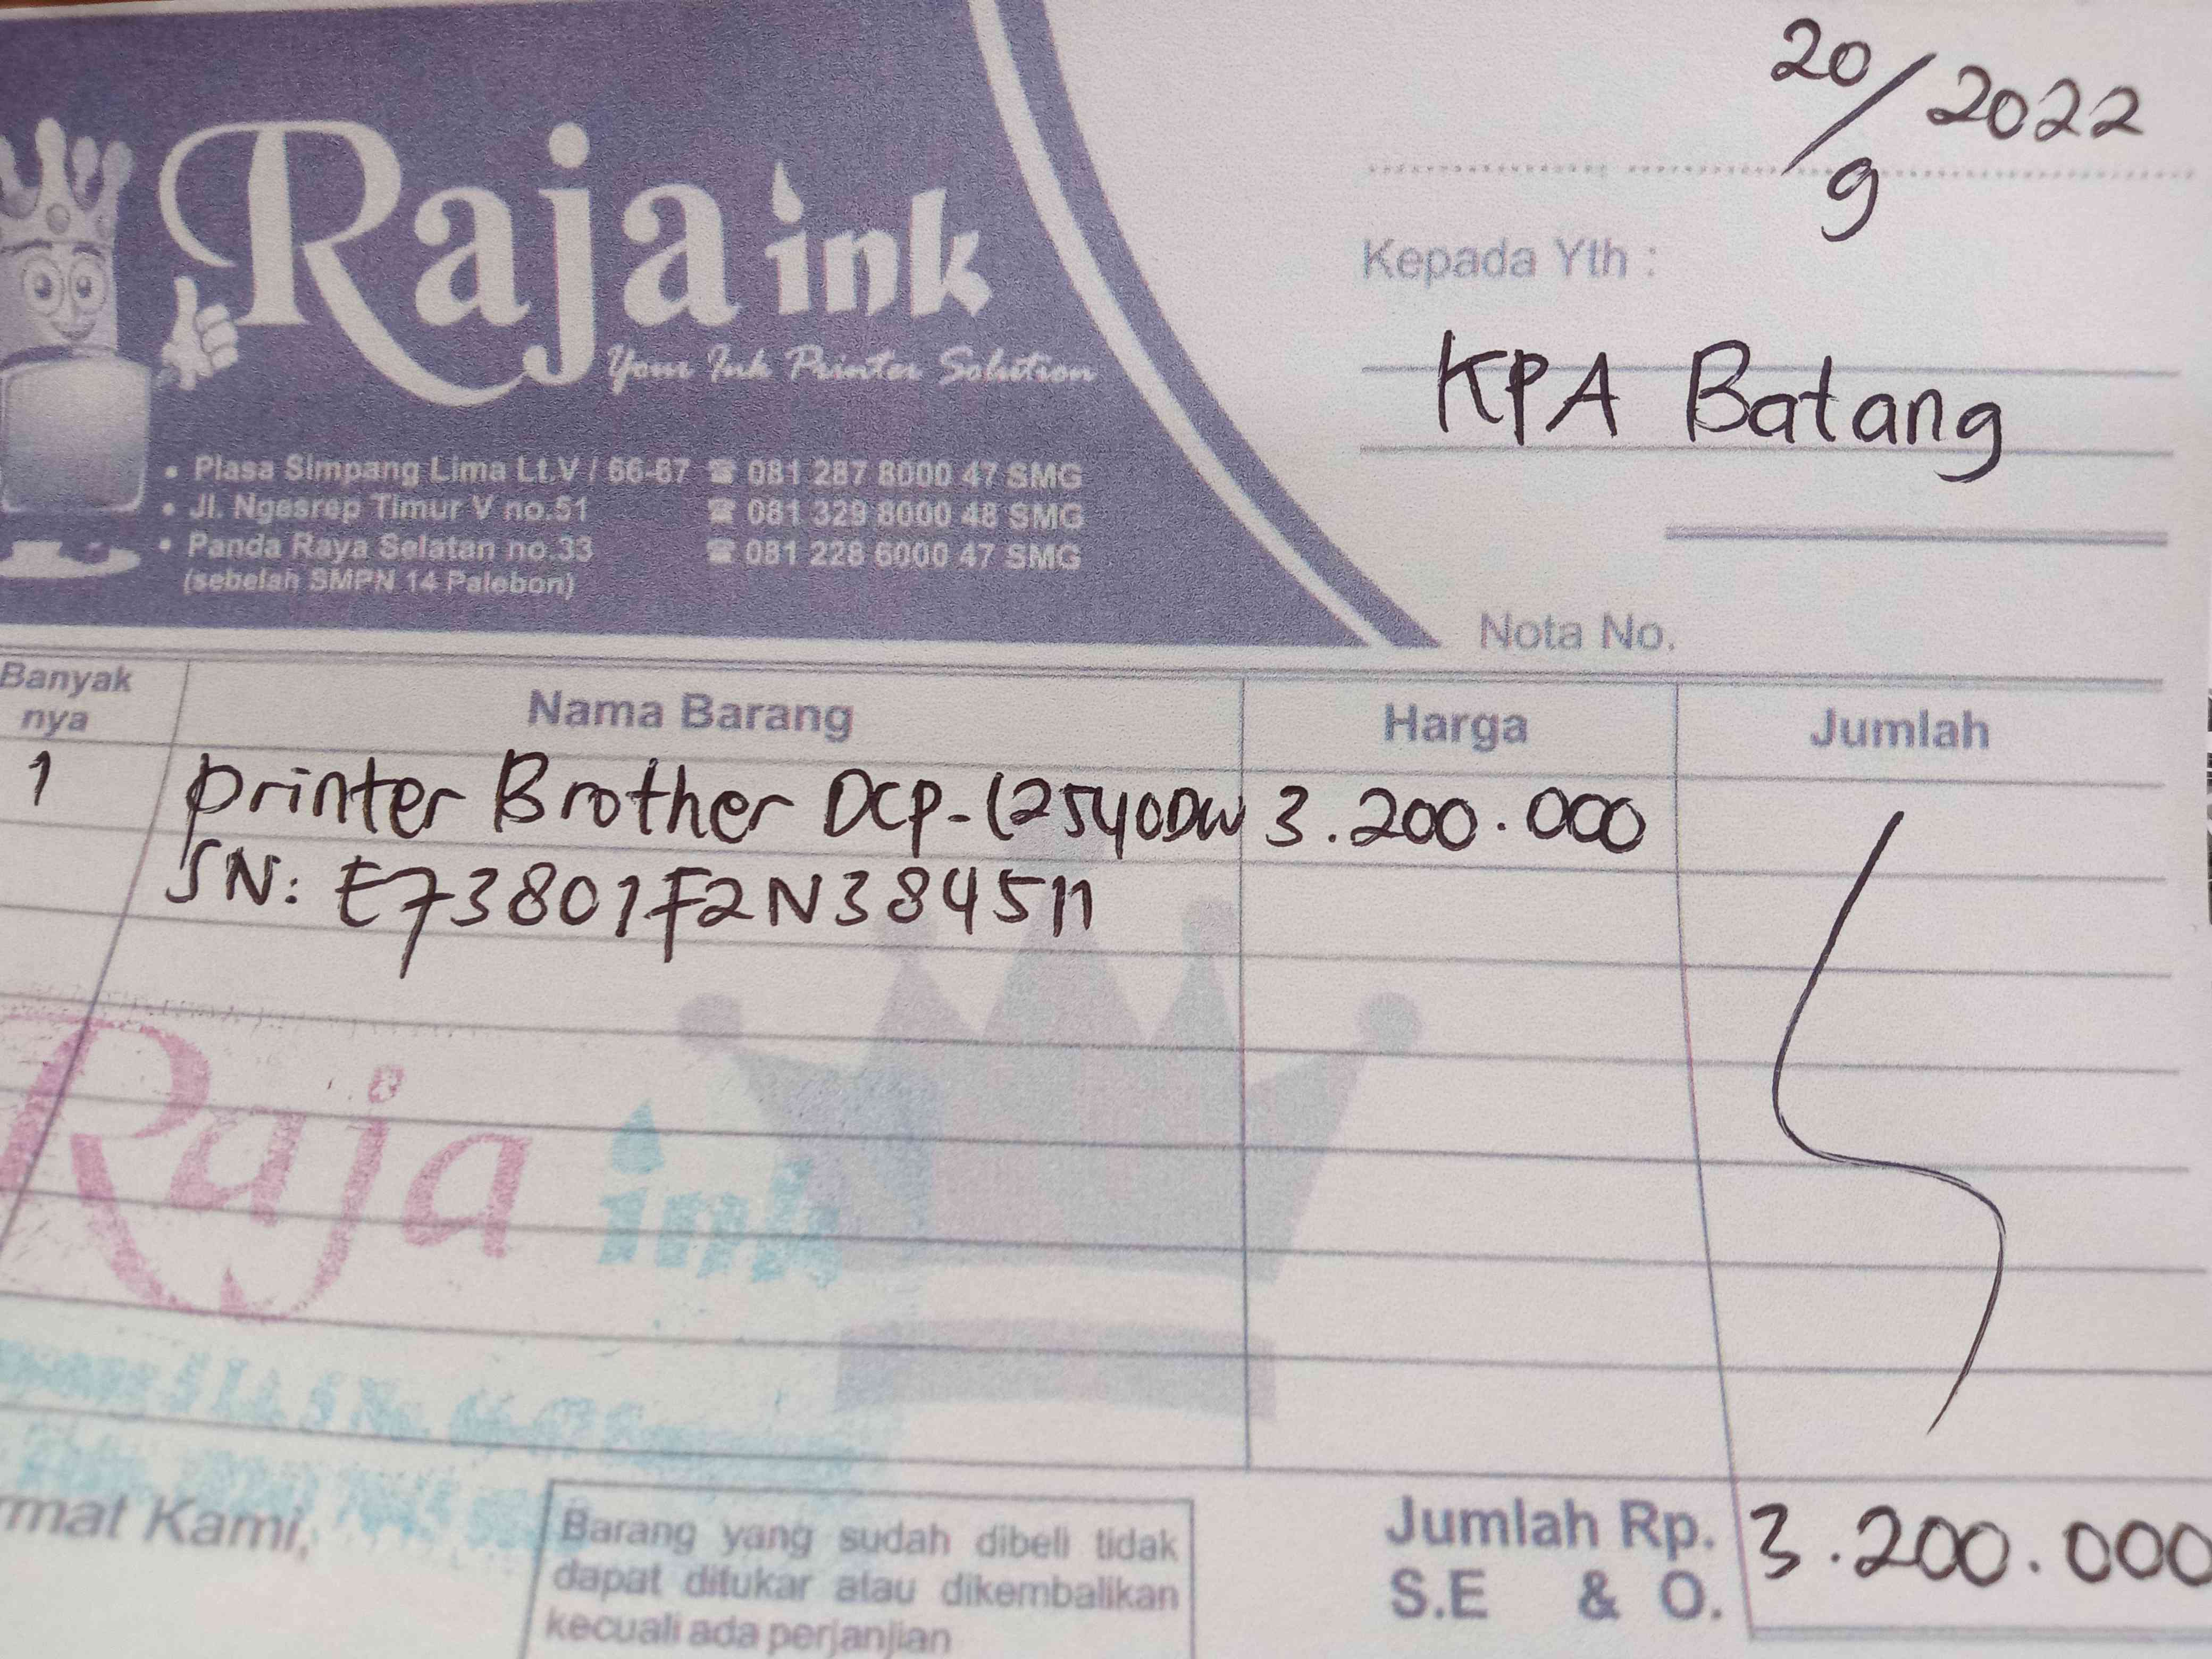 20/9/2022
Raja ink
Your Ink Printer Solution
Kepada Yth :
KPA Batang
• Plasa Simpang Lima Lt.V / 66-67 ☎ 081 287 8000 47 SMG
• Jl. Ngesrep Timur V no.51 ☎ 081 329 8000 48 SMG
• Panda Raya Selatan no.33 ☎ 081 228 6000 47 SMG
(sebelah SMPN 14 Palebon)
Nota No.
Banyak nya Nama Barang Harga Jumlah
1 printer Brother DCP-L2540DW 3.200.000
SN: E73801F2N384511
Raja ink
rmat Kami,
Barang yang sudah dibeli tidak
dapat ditukar atau dikembalikan
kecuali ada perjanjian
Jumlah Rp. 3.200.000
S.E & O.